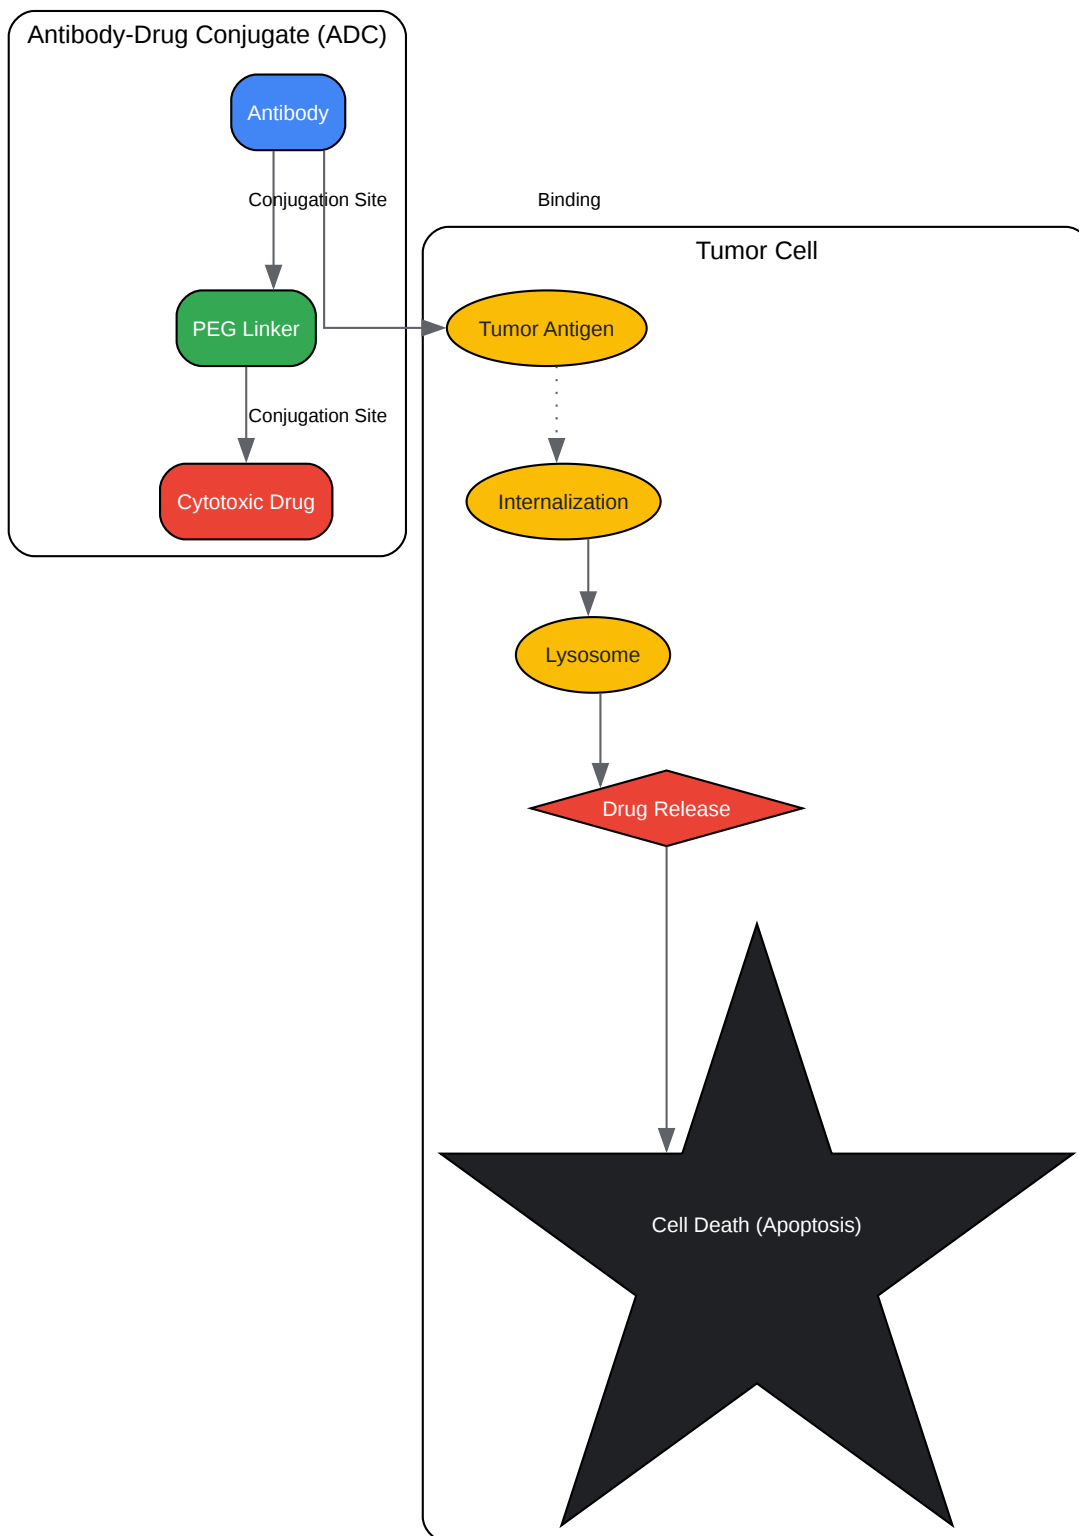 Antibody-Drug Conjugate (ADC)
Antibody
Conjugation Site
Binding
Tumor Cell
PEG Linker
Tumor Antigen
Conjugation Site
Cytotoxic Drug
Internalization
Lysosome
Drug Release
Cell Death (Apoptosis)